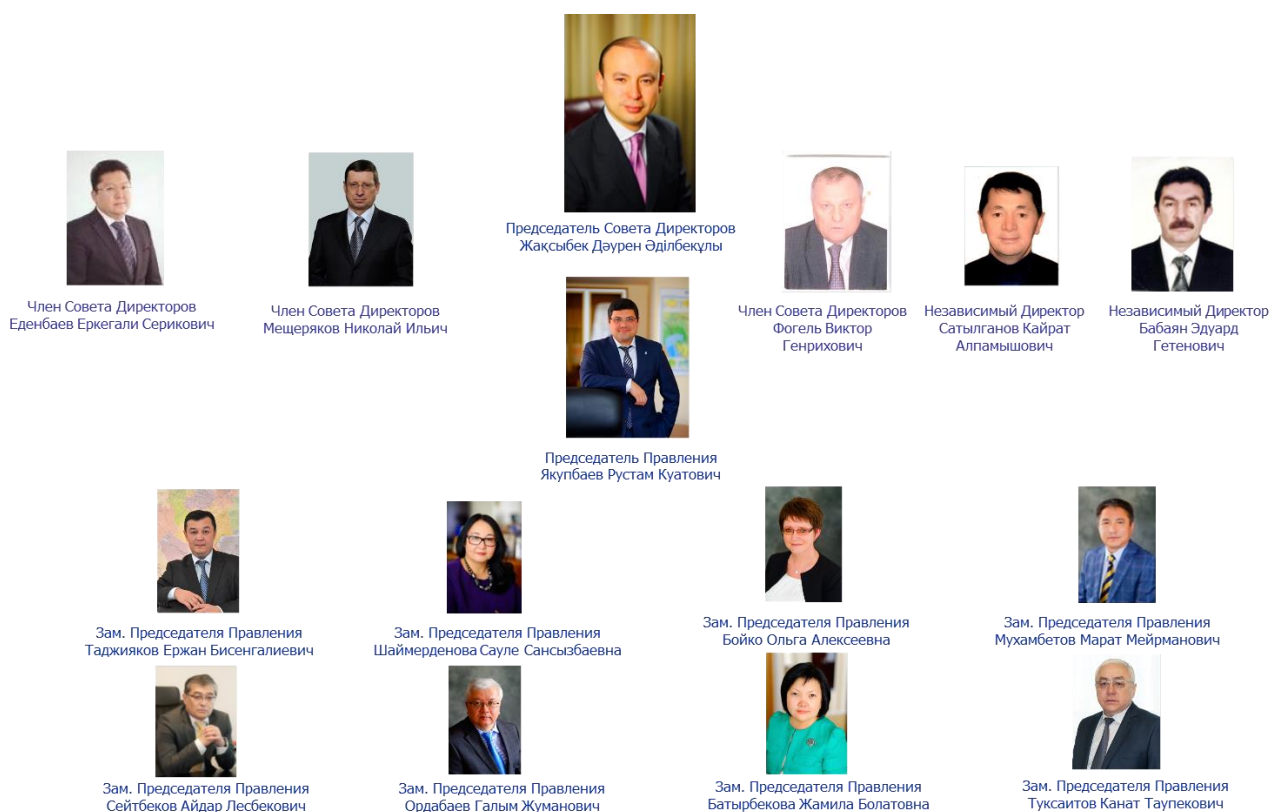 Председатель Совета Директоров
Жақсыбек Дәурен Әділбекұлы
Член Совета Директоров
Еденбаев Еркегали Серикович
Член Совета Директоров
Мещеряков Николай Ильич
Член Совета Директоров
Фогель Виктор
Генрихович
Независимый Директор
Сатылганов Кайрат
Алпамышович
Независимый Директор
Бабаян Эдуард
Гетенович
Председатель Правления
Якупбаев Рустам Куатович
Зам. Председателя Правления
Таджияков Ержан Бисенгалиевич
Зам. Председателя Правления
Шаймерденова Сауле Сансызбаевна
Зам. Председателя Правления
Бойко Ольга Алексеевна
Зам. Председателя Правления
Мухамбетов Марат Мейрманович
Зам. Председателя Правления
Сейтбеков Айдар Лесбекович
Зам. Председателя Правления
Ордабаев Галым Жуманович
Зам. Председателя Правления
Батырбекова Жамила Болатовна
Зам. Председателя Правления
Туксаитов Канат Таупекович